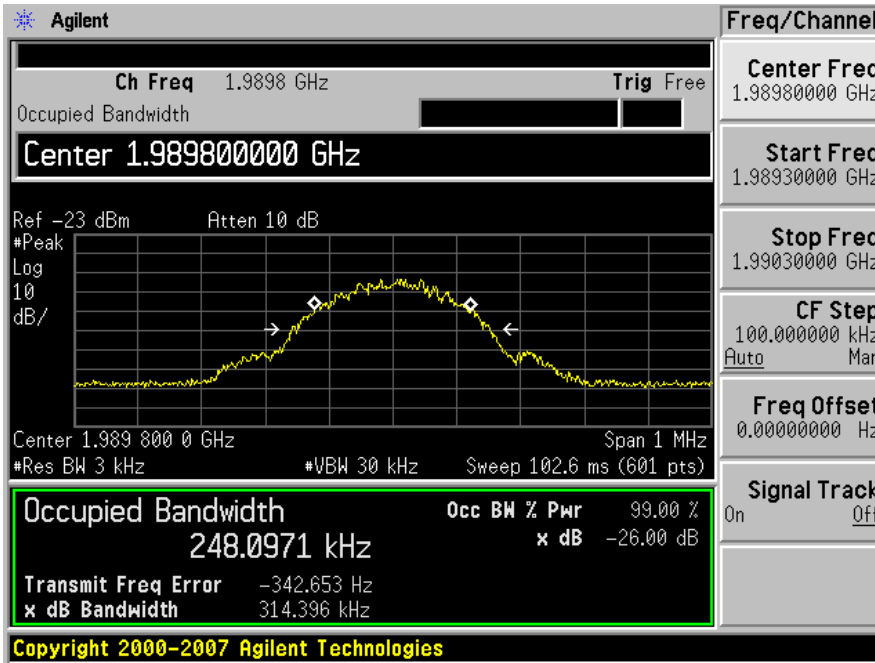 Agilent
Freq/Channel
Ch Freq 1.9898 GHz Trig Free
Occupied Bandwidth
Center 1.989800000 GHz
Ref -23 dBm Atten 10 dB
#Peak
Log
10
dB/
Center 1.989 800 0 GHz Span 1 MHz
#Res BW 3 kHz #VBW 30 kHz Sweep 102.6 ms (601 pts)
Occupied Bandwidth
248.0971 kHz
Occ BW % Pwr 99.00 %
x dB -26.00 dB
Transmit Freq Error -342.653 Hz
x dB Bandwidth 314.396 kHz
Copyright 2000-2007 Agilent Technologies
Center Freq
1.98980000 GHz
Start Freq
1.98930000 GHz
Stop Freq
1.99030000 GHz
CF Step
100.000000 kHz
Auto Man
Freq Offset
0.00000000 Hz
Signal Track
On Off